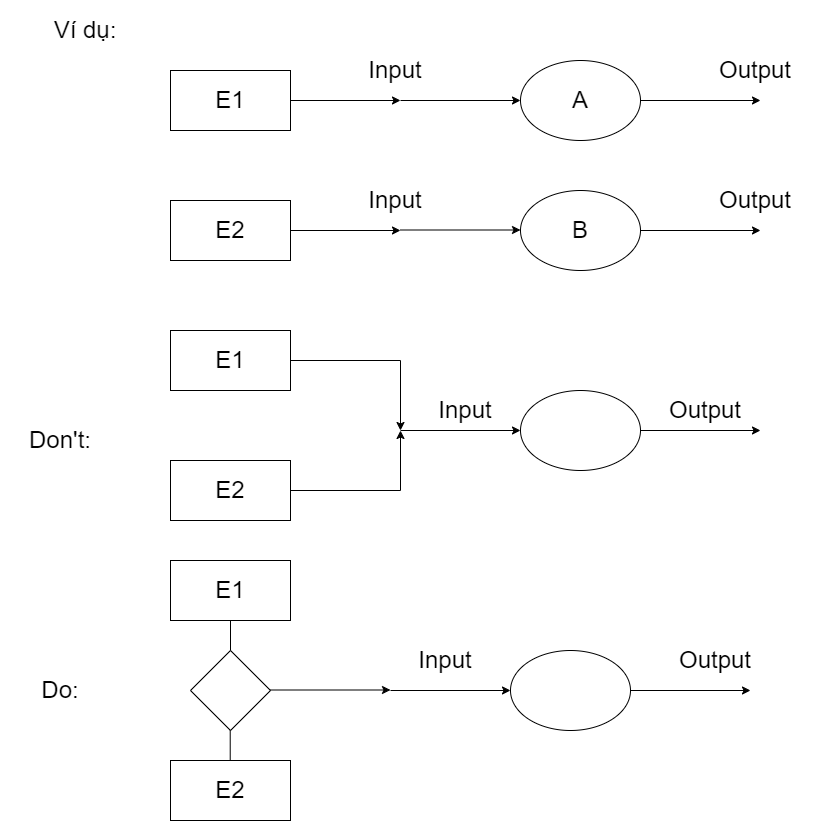 Ví dụ:
Input
Output
E1
A
Input
Output
E2
B
E1
Input
Output
Don't:
E2
E1
Input
Output
Do:
E2